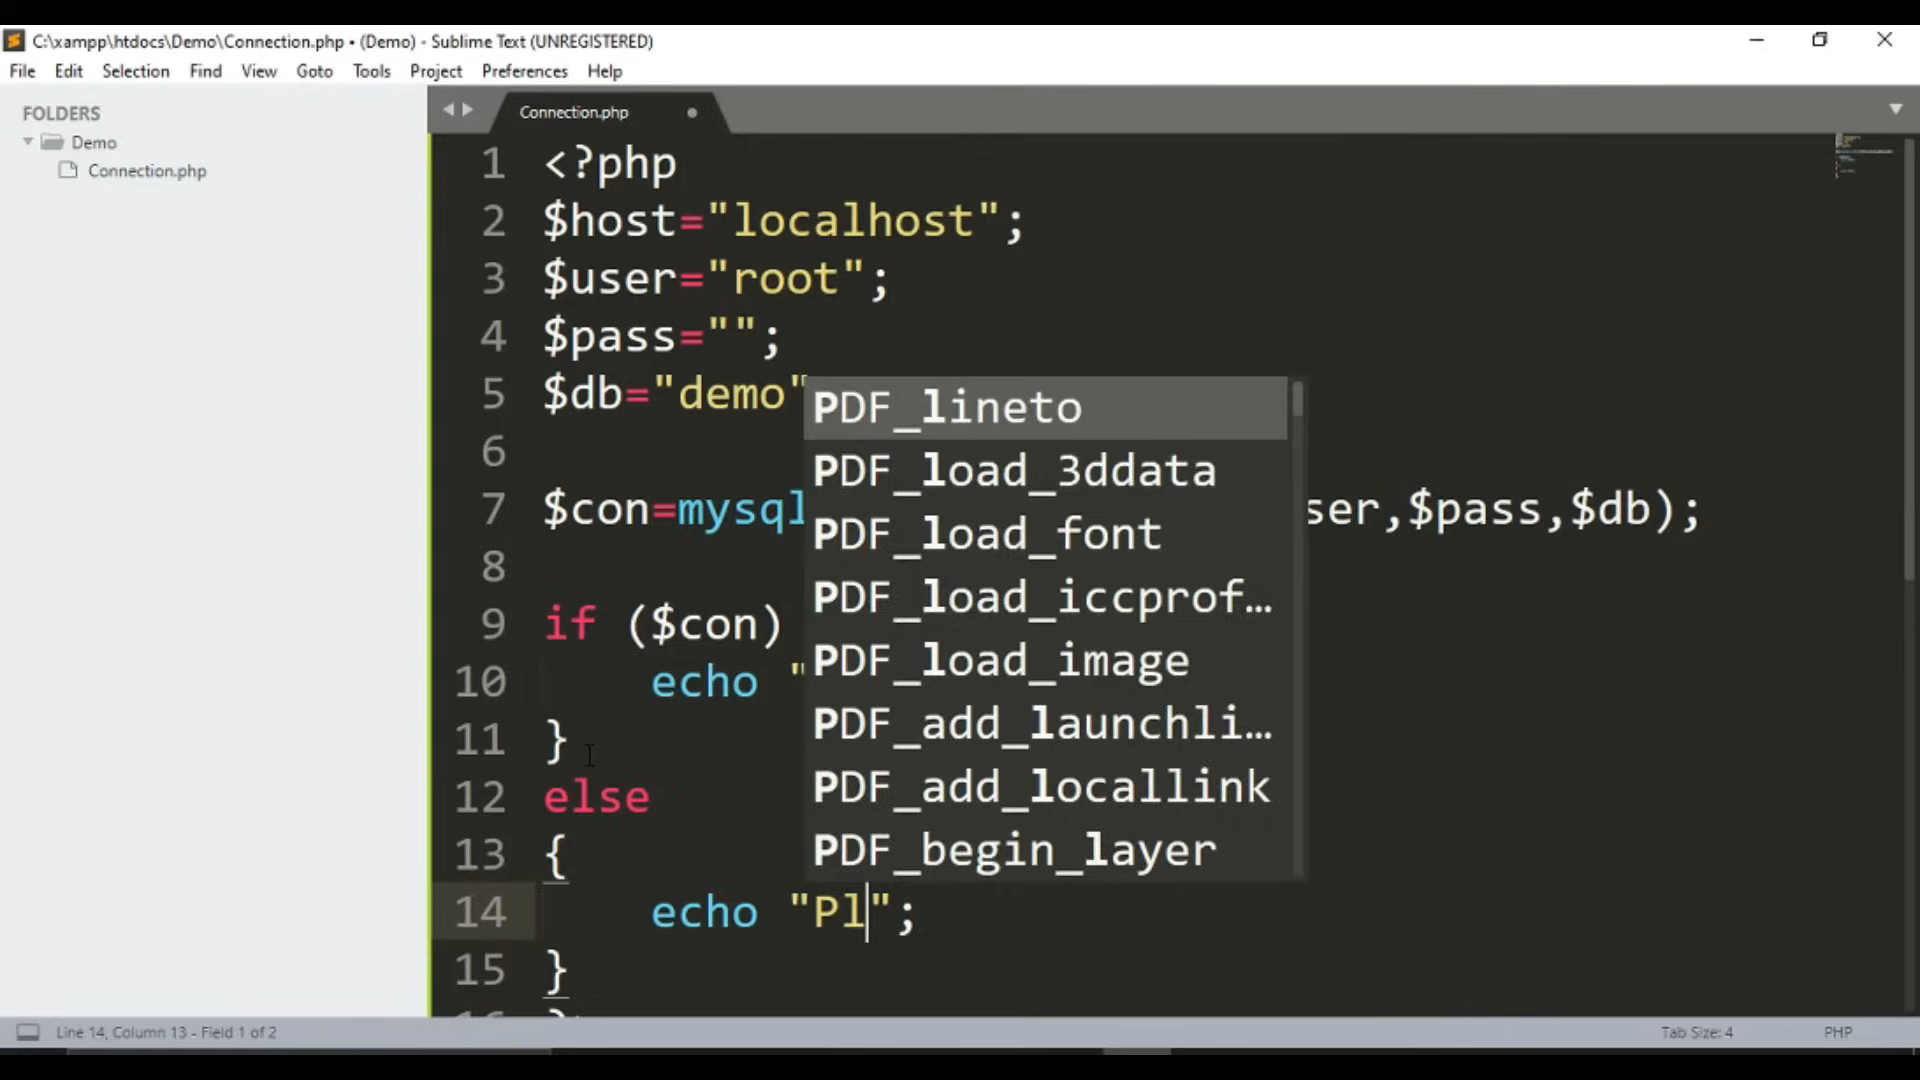 C:\xampp\htdocs\Demo\Connection.php • (Demo) - Sublime Text (UNREGISTERED)
File Edit Selection Find View Goto Tools Project Preferences Help
FOLDERS
Demo
Connection.php
Connection.php
1 <?php
2 $host="localhost";
3 $user="root";
4 $pass="";
5 $db="demo"
6
7 $con=mysql ser,$pass,$db);
8
9 if ($con)
10 echo "
11 }
12 else
13 {
14 echo "Pl";
15 }
PDF_lineto
PDF_load_3ddata
PDF_load_font
PDF_load_iccprof…
PDF_load_image
PDF_add_launchli…
PDF_add_locallink
PDF_begin_layer
Line 14, Column 13 - Field 1 of 2
Tab Size: 4
PHP